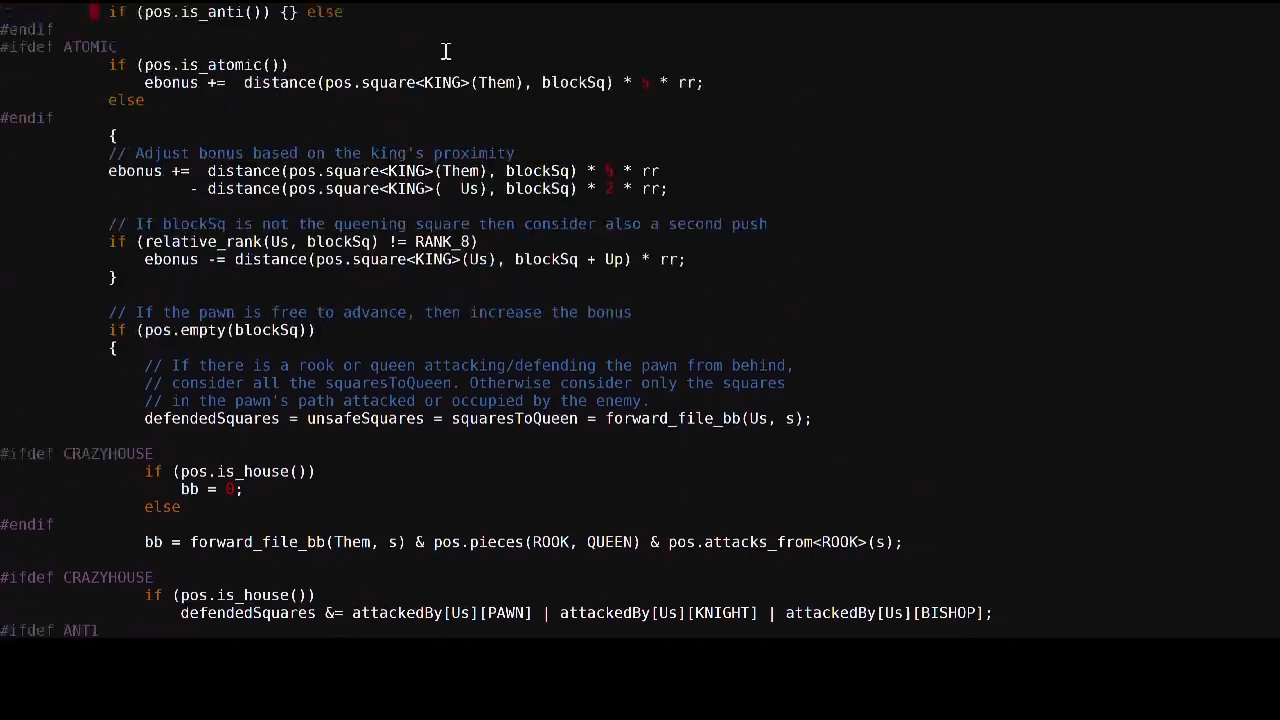 if (pos.is_anti()) {} else
#endif
#ifdef ATOMIC
if (pos.is_atomic())
ebonus +=  distance(pos.square<KING>(Them), blockSq) * 5 * rr;
else
#endif
{
// Adjust bonus based on the king's proximity
ebonus +=  distance(pos.square<KING>(Them), blockSq) * 5 * rr
- distance(pos.square<KING>(  Us), blockSq) * 2 * rr;
// If blockSq is not the queening square then consider also a second push
if (relative_rank(Us, blockSq) != RANK_8)
ebonus -= distance(pos.square<KING>(Us), blockSq + Up) * rr;
}
// If the pawn is free to advance, then increase the bonus
if (pos.empty(blockSq))
{
// If there is a rook or queen attacking/defending the pawn from behind,
// consider all the squaresToQueen. Otherwise consider only the squares
// in the pawn's path attacked or occupied by the enemy.
defendedSquares = unsafeSquares = squaresToQueen = forward_file_bb(Us, s);
#ifdef CRAZYHOUSE
if (pos.is_house())
bb = 0;
else
#endif
bb = forward_file_bb(Them, s) & pos.pieces(ROOK, QUEEN) & pos.attacks_from<ROOK>(s);
#ifdef CRAZYHOUSE
if (pos.is_house())
defendedSquares &= attackedBy[Us][PAWN] | attackedBy[Us][KNIGHT] | attackedBy[Us][BISHOP];
#ifdef ANTI